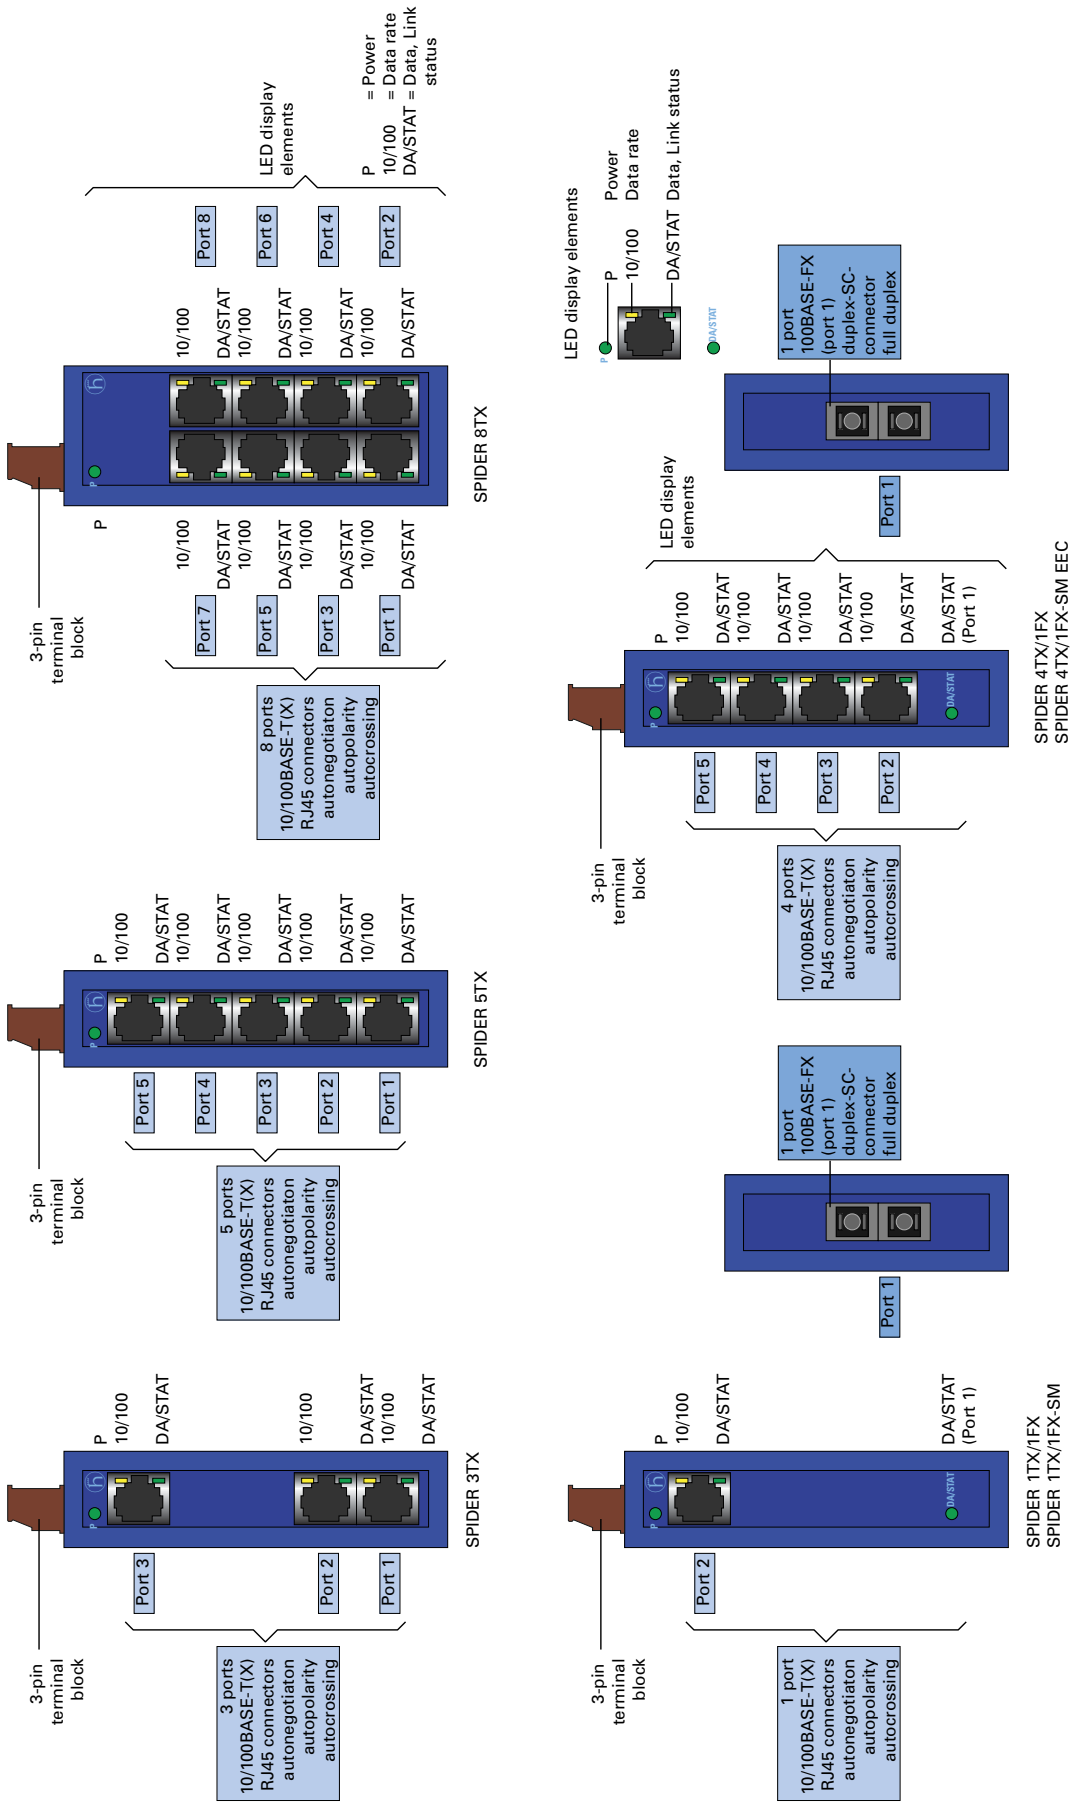 3-pin
terminal
block
3 ports
10/100BASE-T(X)
RJ45 connectors
autonegotiaton
autopolarity
autocrossing
Port 3
Port 2
Port 1
P
P
10/100
DA/STAT
10/100
DA/STAT
10/100
DA/STAT
SPIDER 3TX
3-pin
terminal
block
5 ports
10/100BASE-T(X)
RJ45 connectors
autonegotiaton
autopolarity
autocrossing
Port 5
Port 4
Port 3
Port 2
Port 1
P
P
10/100
DA/STAT
10/100
DA/STAT
10/100
DA/STAT
10/100
DA/STAT
10/100
DA/STAT
SPIDER 5TX
3-pin
terminal
block
8 ports
10/100BASE-T(X)
RJ45 connectors
autonegotiaton
autopolarity
autocrossing
Port 7
Port 5
Port 3
Port 1
P
10/100
DA/STAT
10/100
DA/STAT
10/100
DA/STAT
10/100
DA/STAT
P
10/100
DA/STAT
10/100
DA/STAT
10/100
DA/STAT
10/100
DA/STAT
Port 8
Port 6
Port 4
Port 2
SPIDER 8TX
LED display
elements
P = Power
10/100 = Data rate
DA/STAT = Data, Link
status
3-pin
terminal
block
1 port
10/100BASE-T(X)
RJ45 connectors
autonegotiaton
autopolarity
autocrossing
Port 2
P
DA/STAT
P
10/100
DA/STAT
DA/STAT
(Port 1)
SPIDER 1TX/1FX
SPIDER 1TX/1FX-SM
Port 1
1 port
100BASE-FX
(port 1)
duplex-SC-
connector
full duplex
3-pin
terminal
block
4 ports
10/100BASE-T(X)
RJ45 connectors
autonegotiaton
autopolarity
autocrossing
Port 5
Port 4
Port 3
Port 2
P
DA/STAT
P
10/100
DA/STAT
10/100
DA/STAT
10/100
DA/STAT
10/100
DA/STAT
DA/STAT
(Port 1)
SPIDER 4TX/1FX
SPIDER 4TX/1FX-SM EEC
LED display
elements
Port 1
1 port
100BASE-FX
(port 1)
duplex-SC-
connector
full duplex
LED display elements
P
P Power
10/100 Data rate
DA/STAT Data, Link status
DA/STAT